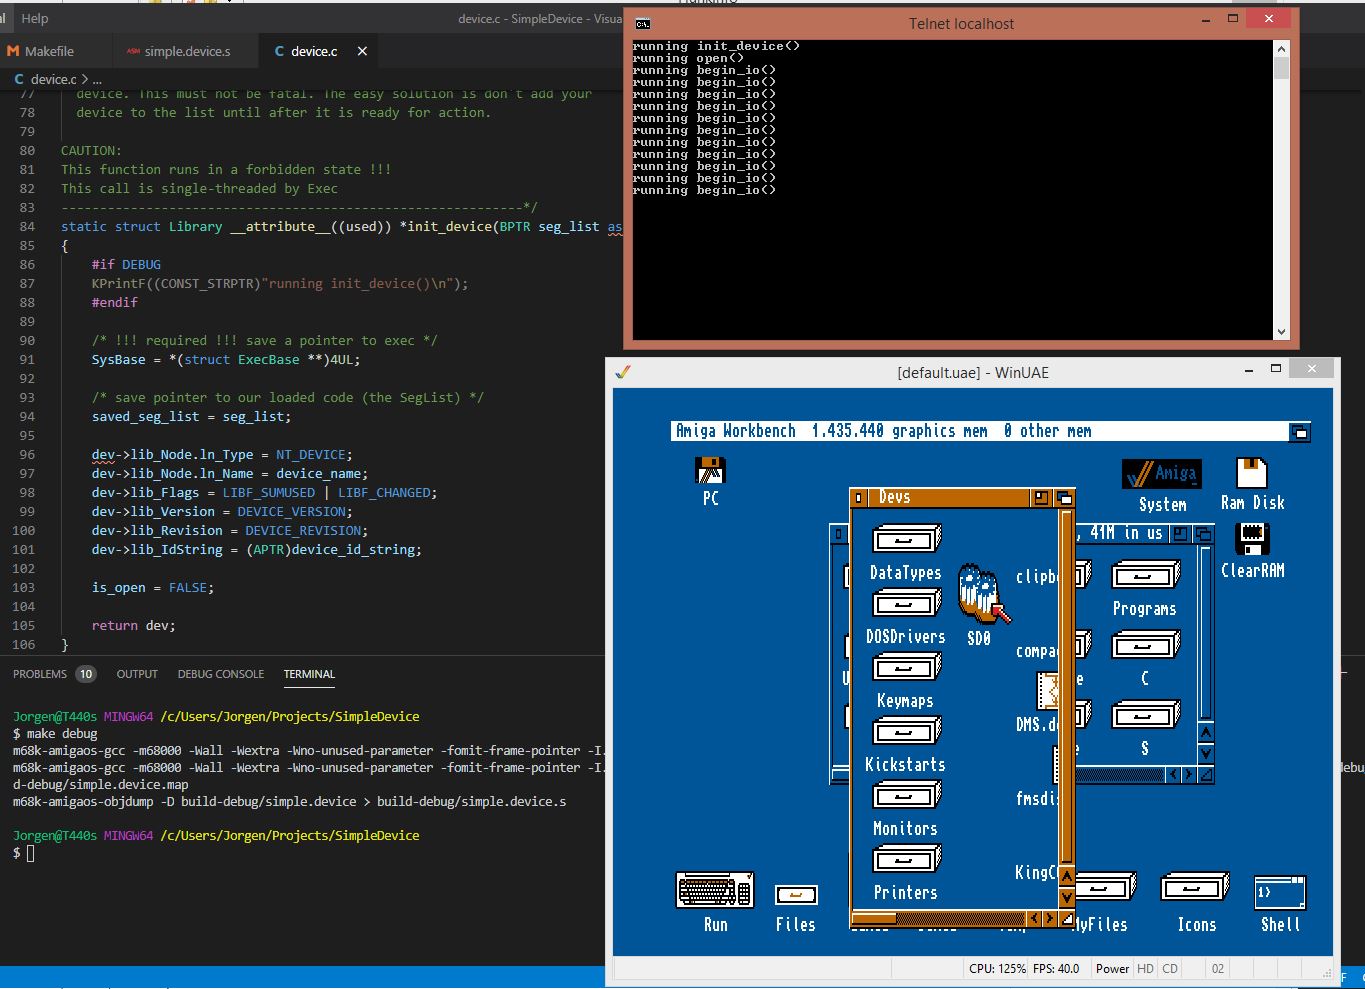 Help
device.c - SimpleDevice - Visua
Makefile
ASM simple.device.s
C device.c
C device.c > ...
77 device. This must not be fatal. The easy solution is don't add your
78 device to the list until after it is ready for action.
79
80 CAUTION:
81 This function runs in a forbidden state !!!
82 This call is single-threaded by Exec
83 ------------------------------------------------------------*/
84 static struct Library __attribute__((used)) *init_device(BPTR seg_list as
85 {
86 #if DEBUG
87 KPrintF((CONST_STRPTR)"running init_device()\n");
88 #endif
89
90 /* !!! required !!! save a pointer to exec */
91 SysBase = *(struct ExecBase **)4UL;
92
93 /* save pointer to our loaded code (the SegList) */
94 saved_seg_list = seg_list;
95
96 dev->lib_Node.ln_Type = NT_DEVICE;
97 dev->lib_Node.ln_Name = device_name;
98 dev->lib_Flags = LIBF_SUMUSED | LIBF_CHANGED;
99 dev->lib_Version = DEVICE_VERSION;
100 dev->lib_Revision = DEVICE_REVISION;
101 dev->lib_IdString = (APTR)device_id_string;
102
103 is_open = FALSE;
104
105 return dev;
106 }
PROBLEMS 10 OUTPUT DEBUG CONSOLE TERMINAL
Jorgen@T440s MINGW64 /c/Users/Jorgen/Projects/SimpleDevice
$ make debug
m68k-amigaos-gcc -m68000 -Wall -Wextra -Wno-unused-parameter -fomit-frame-pointer -I.
m68k-amigaos-gcc -m68000 -Wall -Wextra -Wno-unused-parameter -fomit-frame-pointer -I.
d-debug/simple.device.map
m68k-amigaos-objdump -D build-debug/simple.device > build-debug/simple.device.s
Jorgen@T440s MINGW64 /c/Users/Jorgen/Projects/SimpleDevice
$
Telnet localhost
running init_device()
running open()
running begin_io()
running begin_io()
running begin_io()
running begin_io()
running begin_io()
running begin_io()
running begin_io()
running begin_io()
running begin_io()
running begin_io()
running begin_io()
[default.uae] - WinUAE
Amiga Workbench 1.435.440 graphics mem 0 other mem
PC
Amiga
System
Ram Disk
ClearRAM
Devs
, 41M in us
DataTypes
DOSDrivers
Keymaps
Kickstarts
Monitors
Printers
SD0
clipb
compa
DMS.d
fmsdi
KingC
Programs
C
S
Run
Files
MyFiles
Icons
Shell
1>
CPU: 125% FPS: 40.0 Power HD CD 02